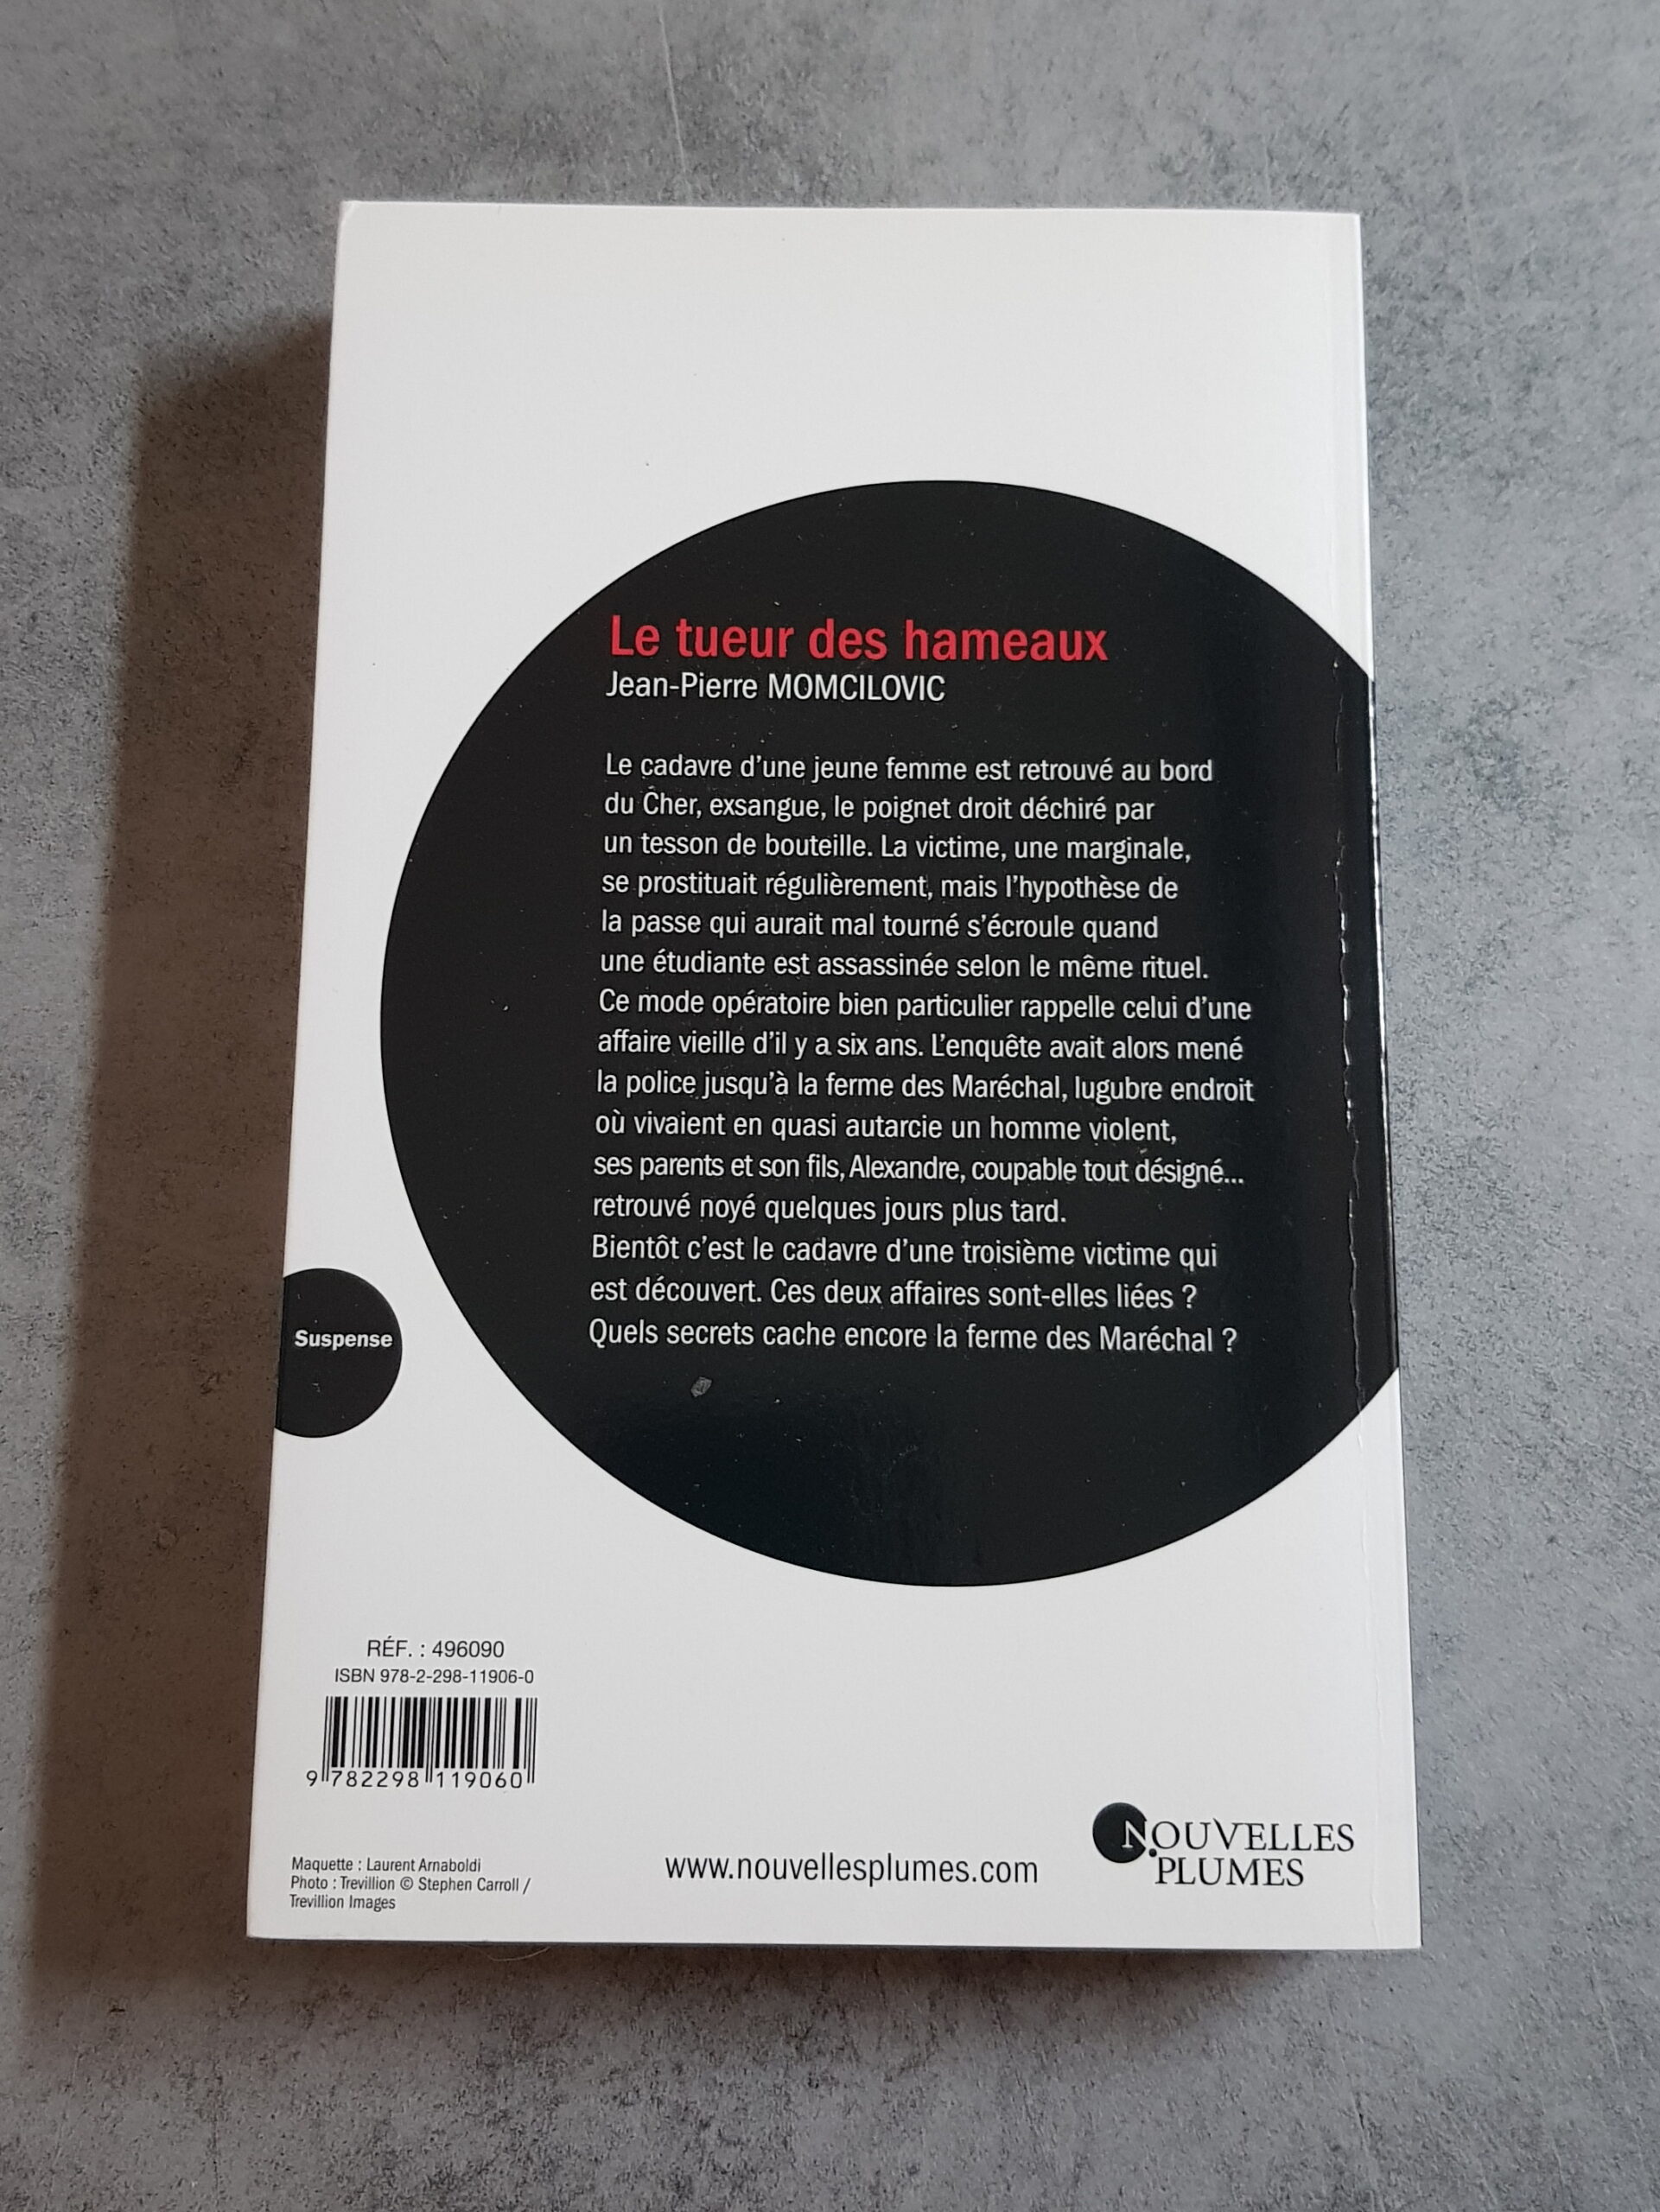 Le tueur des hameaux
Jean-Pierre MOMCILOVIC
Le cadavre d'une jeune femme est retrouvé au bord
du Cher, exsangue, le poignet droit déchiré par
un tesson de bouteille. La victime, une marginale,
se prostituait régulièrement, mais l'hypothèse de
la passe qui aurait mal tourné s'écroule quand
une étudiante est assassinée selon le même rituel.
Ce mode opératoire bien particulier rappelle celui d'une
affaire vieille d'il y a six ans. L'enquête avait alors mené
la police jusqu'à la ferme des Maréchal, lugubre endroit
où vivaient en quasi autarcie un homme violent,
ses parents et son fils, Alexandre, coupable tout désigné...
retrouvé noyé quelques jours plus tard.
Bientôt c'est le cadavre d'une troisième victime qui
est découvert. Ces deux affaires sont-elles liées ?
Quels secrets cache encore la ferme des Maréchal ?
Suspense
RÉF. : 496090
ISBN 978-2-298-11906-0
9 782298 119060
Maquette : Laurent Arnaboldi
Photo : Trevillion © Stephen Carroll /
Trevillion Images
www.nouvellesplumes.com
NOUVELLES
PLUMES